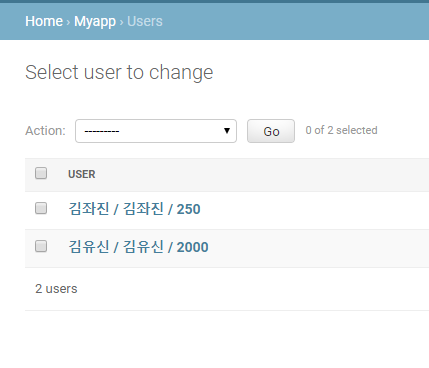 Home › Myapp › Users
Select user to change
Action: --------- Go 0 of 2 selected
USER
김좌진 / 김좌진 / 250
김유신 / 김유신 / 2000
2 users